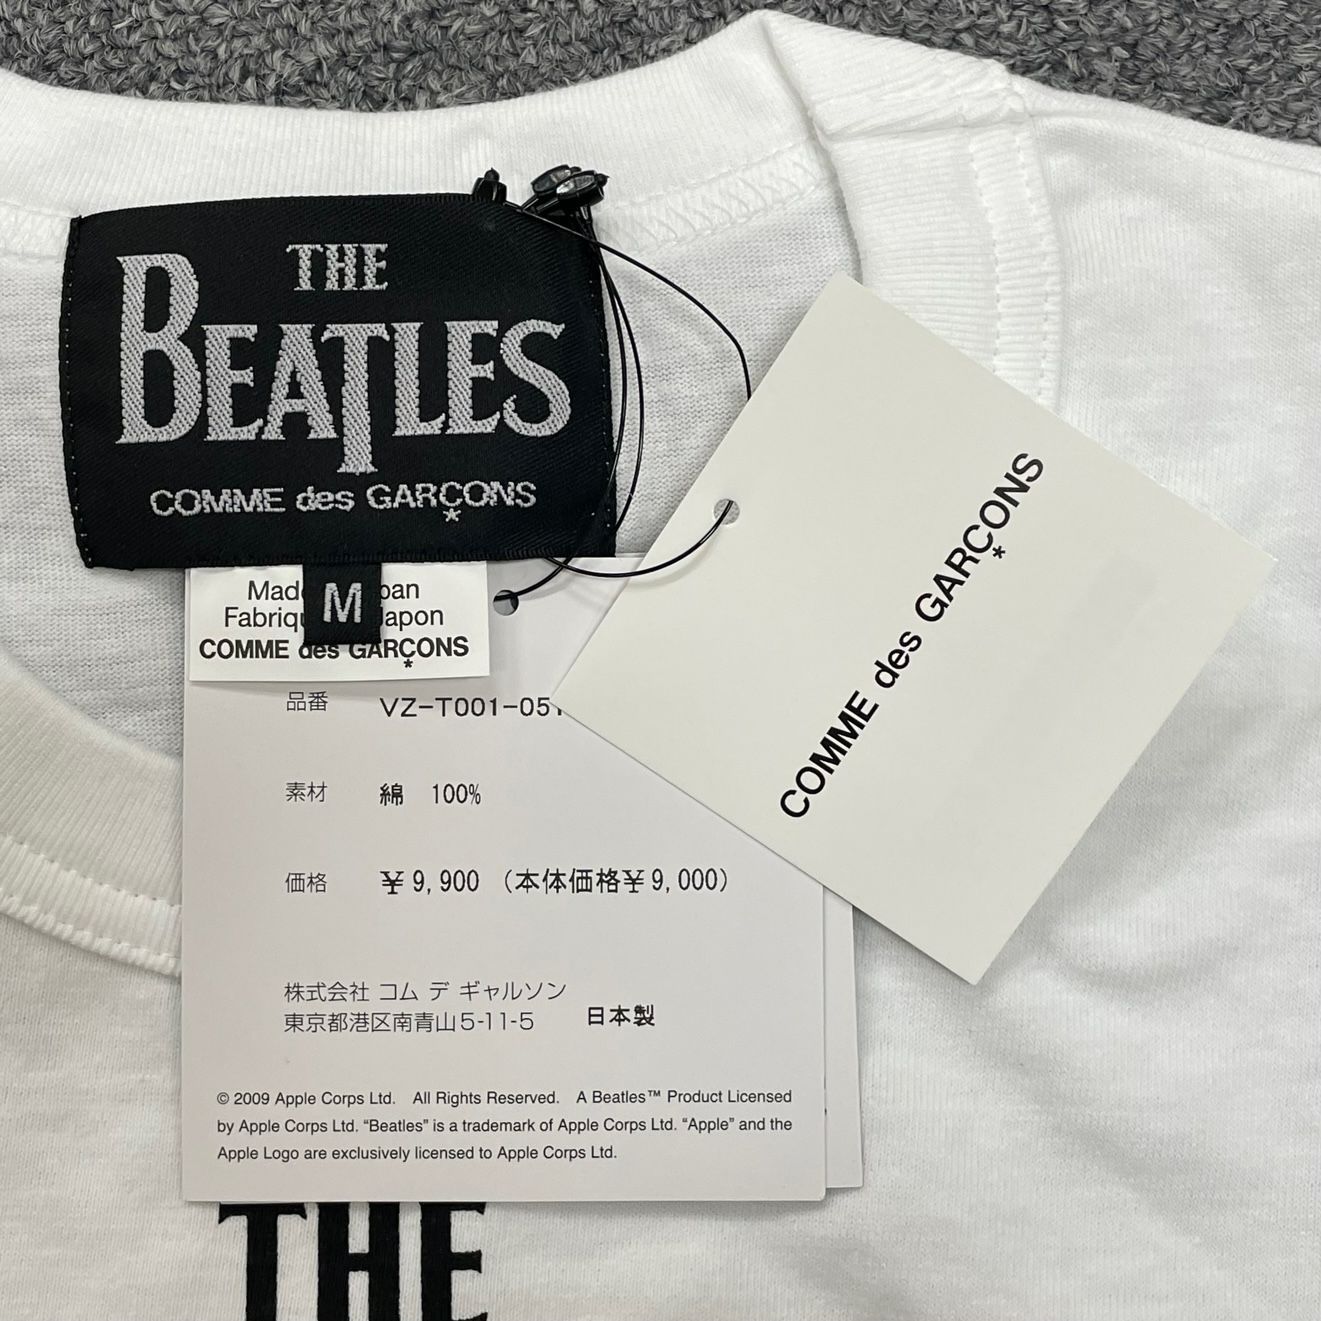 THE
BEATLES
COMME des GARÇONS
M
Japon
COMME des GARÇONS
品番 VZ-T001-051
素材 綿 100%
価格 ¥9,900 (本体価格¥9,000)
株式会社 コム デ ギャルソン
東京都港区南青山5-11-5 日本製
© 2009 Apple Corps Ltd. All Rights Reserved. A Beatles™ Product Licensed
by Apple Corps Ltd. “Beatles” is a trademark of Apple Corps Ltd. “Apple” and the
Apple Logo are exclusively licensed to Apple Corps Ltd.
COMME des GARÇONS
THE